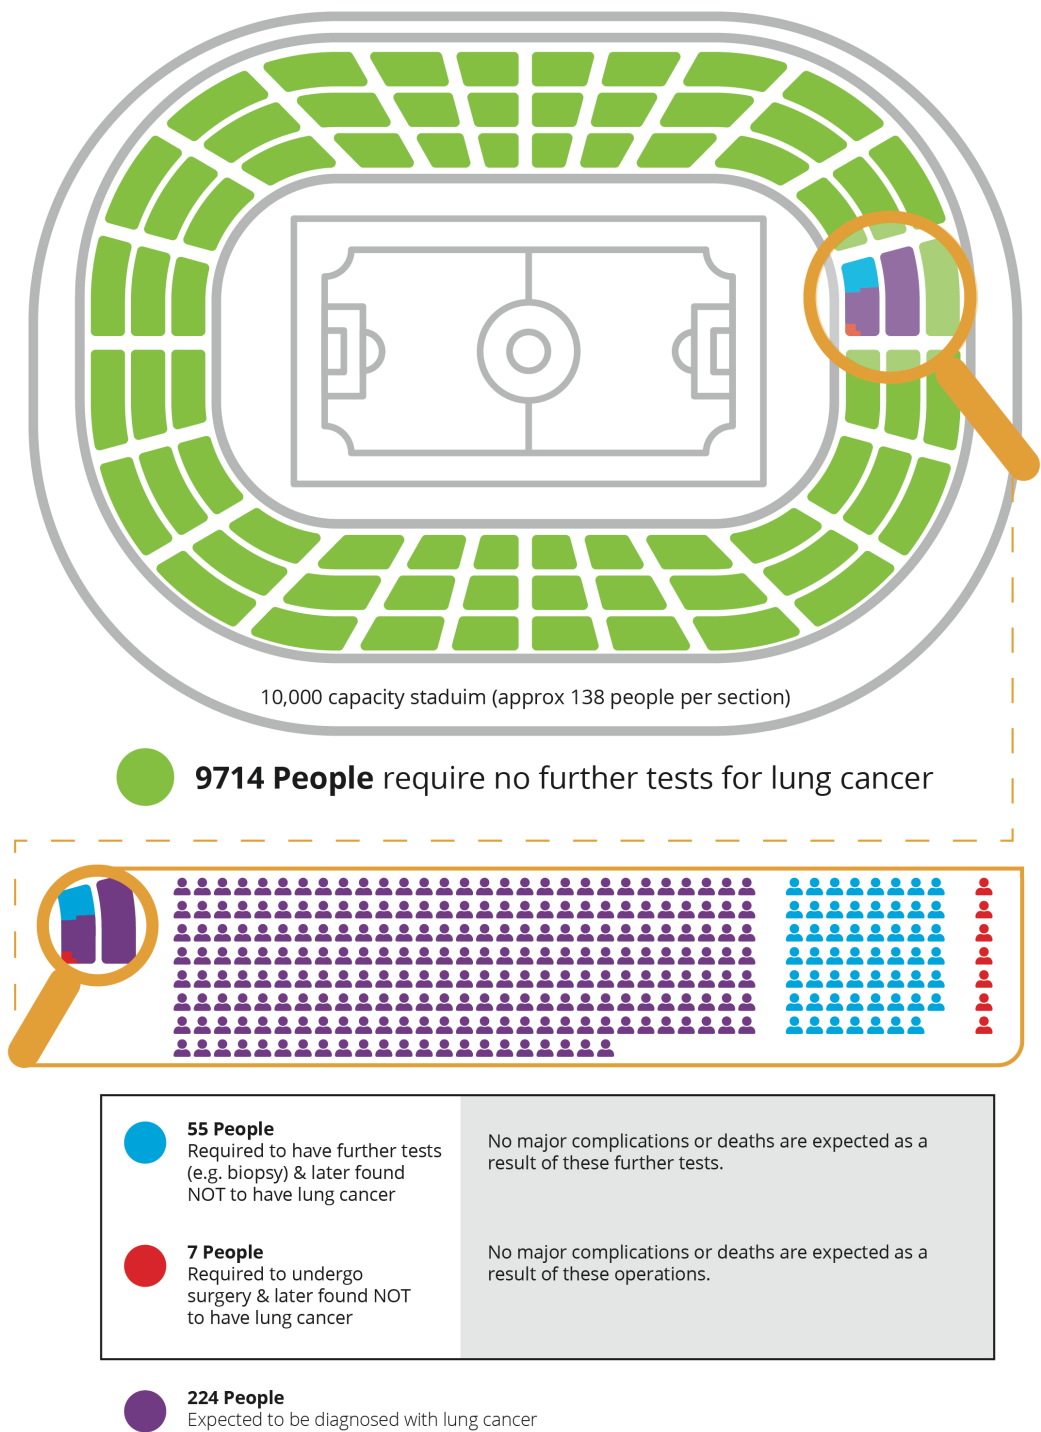 10,000 capacity staduim (approx 138 people per section)
9714 People require no further tests for lung cancer
55 People
Required to have further tests
(e.g. biopsy) & later found
NOT to have lung cancer
No major complications or deaths are expected as a
result of these further tests.
7 People
Required to undergo
surgery & later found NOT
to have lung cancer
No major complications or deaths are expected as a
result of these operations.
224 People
Expected to be diagnosed with lung cancer